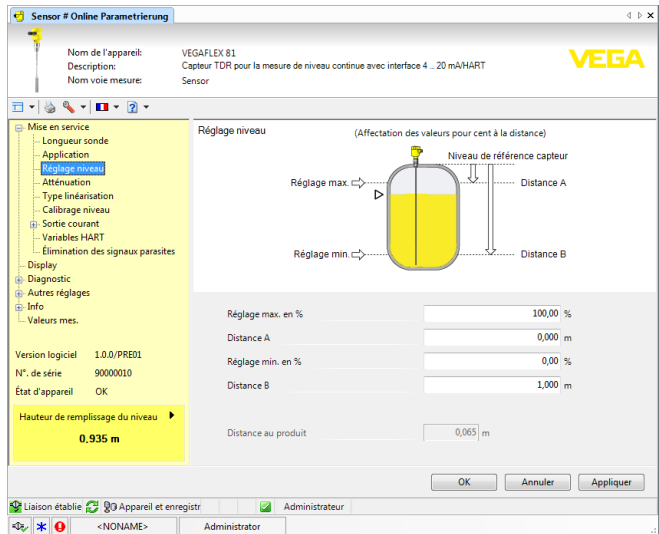 Sensor # Online Parametrierung
Nom de l'appareil: VEGAFLEX 81
Description: Capteur TDR pour la mesure de niveau continue avec interface 4 .. 20 mA/HART
Nom voie mesure: Sensor
VEGA
Mise en service
Longueur sonde
Application
Réglage niveau
Atténuation
Type linéarisation
Calibrage niveau
Sortie courant
Variables HART
Élimination des signaux parasites
Display
Diagnostic
Autres réglages
Info
Valeurs mes.
Version logiciel 1.0.0/PRE01
N°. de série 90000010
État d'appareil OK
Hauteur de remplissage du niveau
0,935 m
Réglage niveau
(Affectation des valeurs pour cent à la distance)
Niveau de référence capteur
Réglage max.
Distance A
Réglage min.
Distance B
Réglage max. en % 100,00 %
Distance A 0,000 m
Réglage min. en % 0,00 %
Distance B 1,000 m
Distance au produit 0,065 m
OK Annuler Appliquer
Liaison établie Appareil et enregistr Administrateur
<NONAME> Administrator